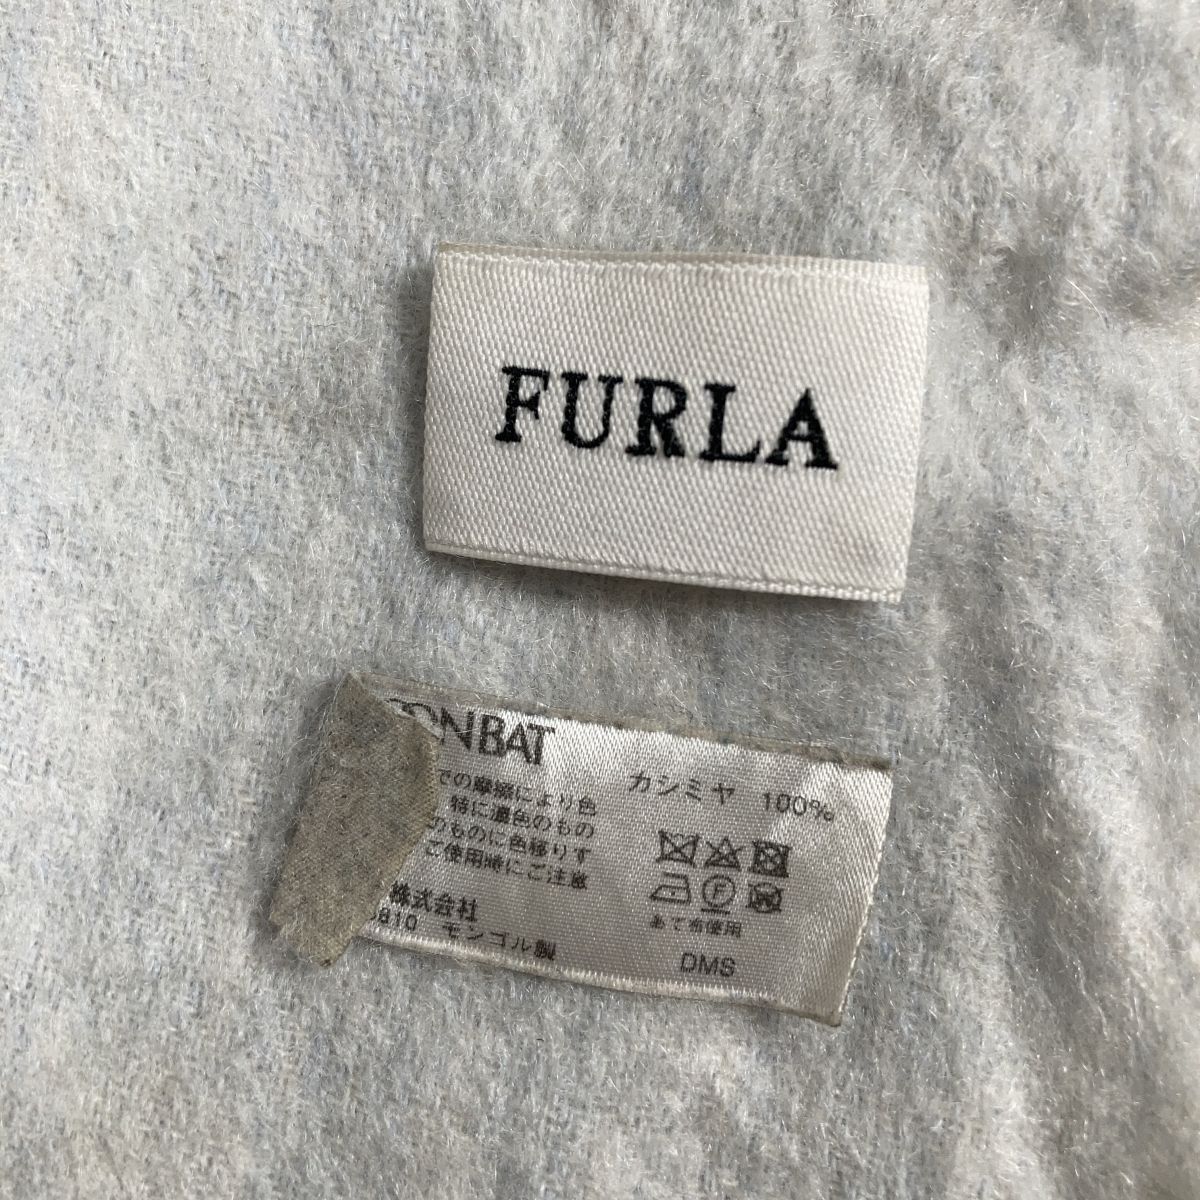 FURLA
TONBAT
での摩擦により色
特に濃色のもの
のものに色移りす
ご使用時にご注意
株式会社
6810 モンゴル製
カシミヤ 100%
あて布使用
DMS